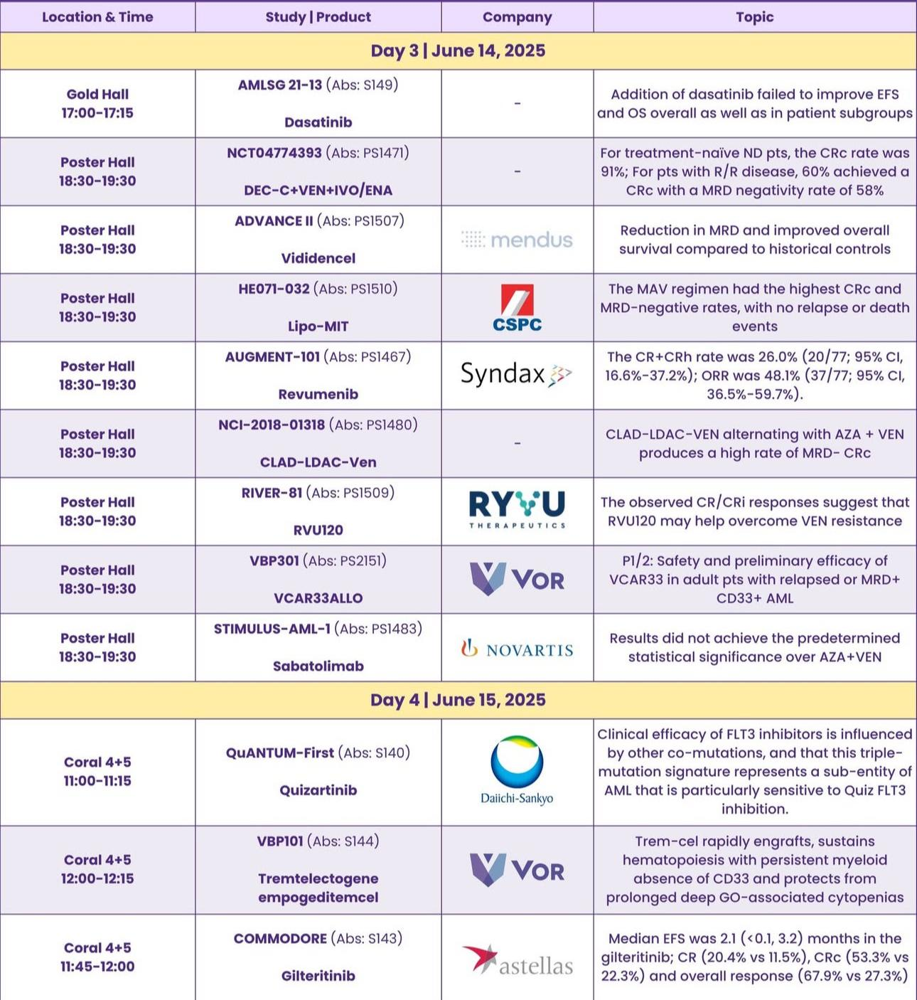 Location & Time
Study | Product
Company
Topic
Day 3 | June 14, 2025
Gold Hall
17:00-17:15
AMLSG 21-13 (Abs: S149)
Dasatinib
-
Addition of dasatinib failed to improve EFS
and OS overall as well as in patient subgroups
Poster Hall
18:30-19:30
NCT04774393 (Abs: PS1471)
DEC-C+VEN+IVO/ENA
-
For treatment-naïve ND pts, the CRc rate was
91%; For pts with R/R disease, 60% achieved a
CRc with a MRD negativity rate of 58%
Poster Hall
18:30-19:30
ADVANCE II (Abs: PS1507)
Vididencel
mendus
Reduction in MRD and improved overall
survival compared to historical controls
Poster Hall
18:30-19:30
HE071-032 (Abs: PS1510)
Lipo-MIT
CSPC
The MAV regimen had the highest CRc and
MRD-negative rates, with no relapse or death
events
Poster Hall
18:30-19:30
AUGMENT-101 (Abs: PS1467)
Revumenib
Syndax
The CR+CRh rate was 26.0% (20/77; 95% CI,
16.6%-37.2%); ORR was 48.1% (37/77; 95% CI,
36.5%-59.7%).
Poster Hall
18:30-19:30
NCI-2018-01318 (Abs: PS1480)
CLAD-LDAC-Ven
-
CLAD-LDAC-VEN alternating with AZA + VEN
produces a high rate of MRD- CRc
Poster Hall
18:30-19:30
RIVER-81 (Abs: PS1509)
RVU120
RYVU
THERAPEUTICS
The observed CR/CRi responses suggest that
RVU120 may help overcome VEN resistance
Poster Hall
18:30-19:30
VBP301 (Abs: PS2151)
VCAR33ALLO
VOR
P1/2: Safety and preliminary efficacy of
VCAR33 in adult pts with relapsed or MRD+
CD33+ AML
Poster Hall
18:30-19:30
STIMULUS-AML-1 (Abs: PS1483)
Sabatolimab
NOVARTIS
Results did not achieve the predetermined
statistical significance over AZA+VEN
Day 4 | June 15, 2025
Coral 4+5
11:00-11:15
QuANTUM-First (Abs: S140)
Quizartinib
Daiichi-Sankyo
Clinical efficacy of FLT3 inhibitors is influenced
by other co-mutations, and that this triple-
mutation signature represents a sub-entity of
AML that is particularly sensitive to Quiz FLT3
inhibition.
Coral 4+5
12:00-12:15
VBP101 (Abs: S144)
Tremtelectogene
empogeditemcel
VOR
Trem-cel rapidly engrafts, sustains
hematopoiesis with persistent myeloid
absence of CD33 and protects from
prolonged deep GO-associated cytopenias
Coral 4+5
11:45-12:00
COMMODORE (Abs: S143)
Gilteritinib
astellas
Median EFS was 2.1 (<0.1, 3.2) months in the
gilteritinib; CR (20.4% vs 11.5%), CRc (53.3% vs
22.3%) and overall response (67.9% vs 27.3%)